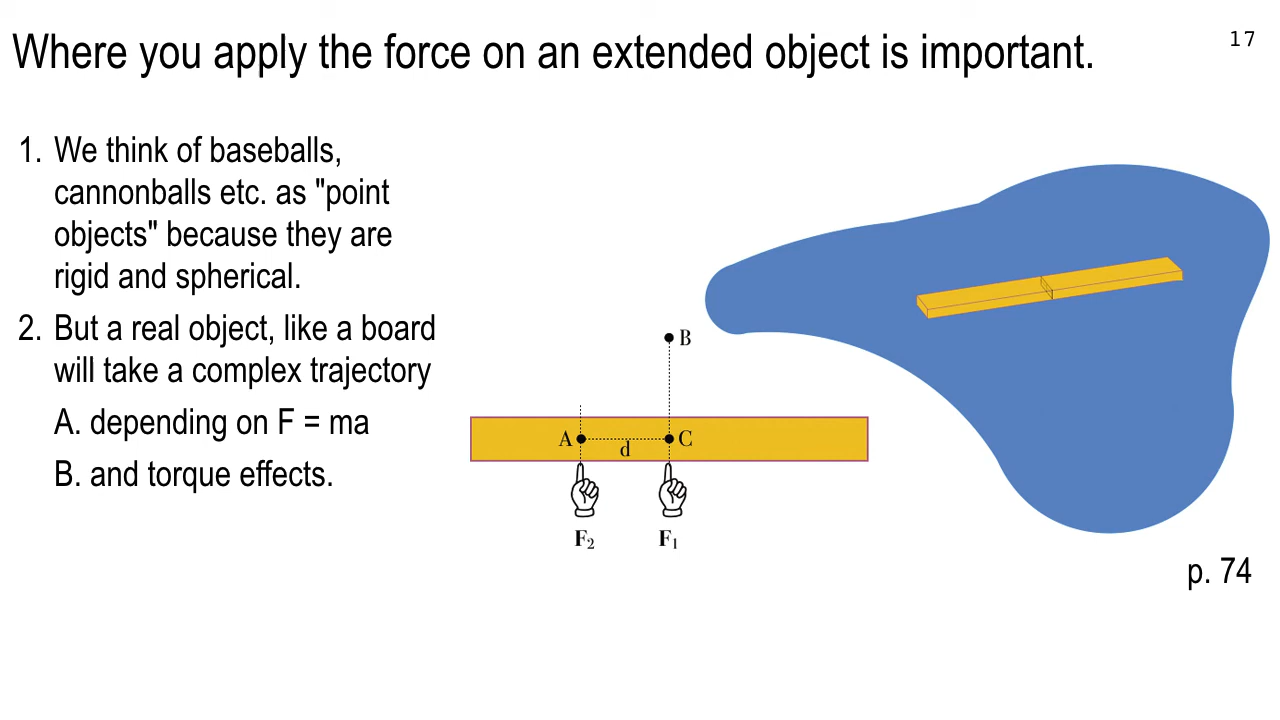 Where you apply the force on an extended object is important.
17
1. We think of baseballs,
cannonballs etc. as "point
objects" because they are
rigid and spherical.
2. But a real object, like a board
will take a complex trajectory
A. depending on F = ma
B. and torque effects.
B
A
C
d
F₂
F₁
p. 74